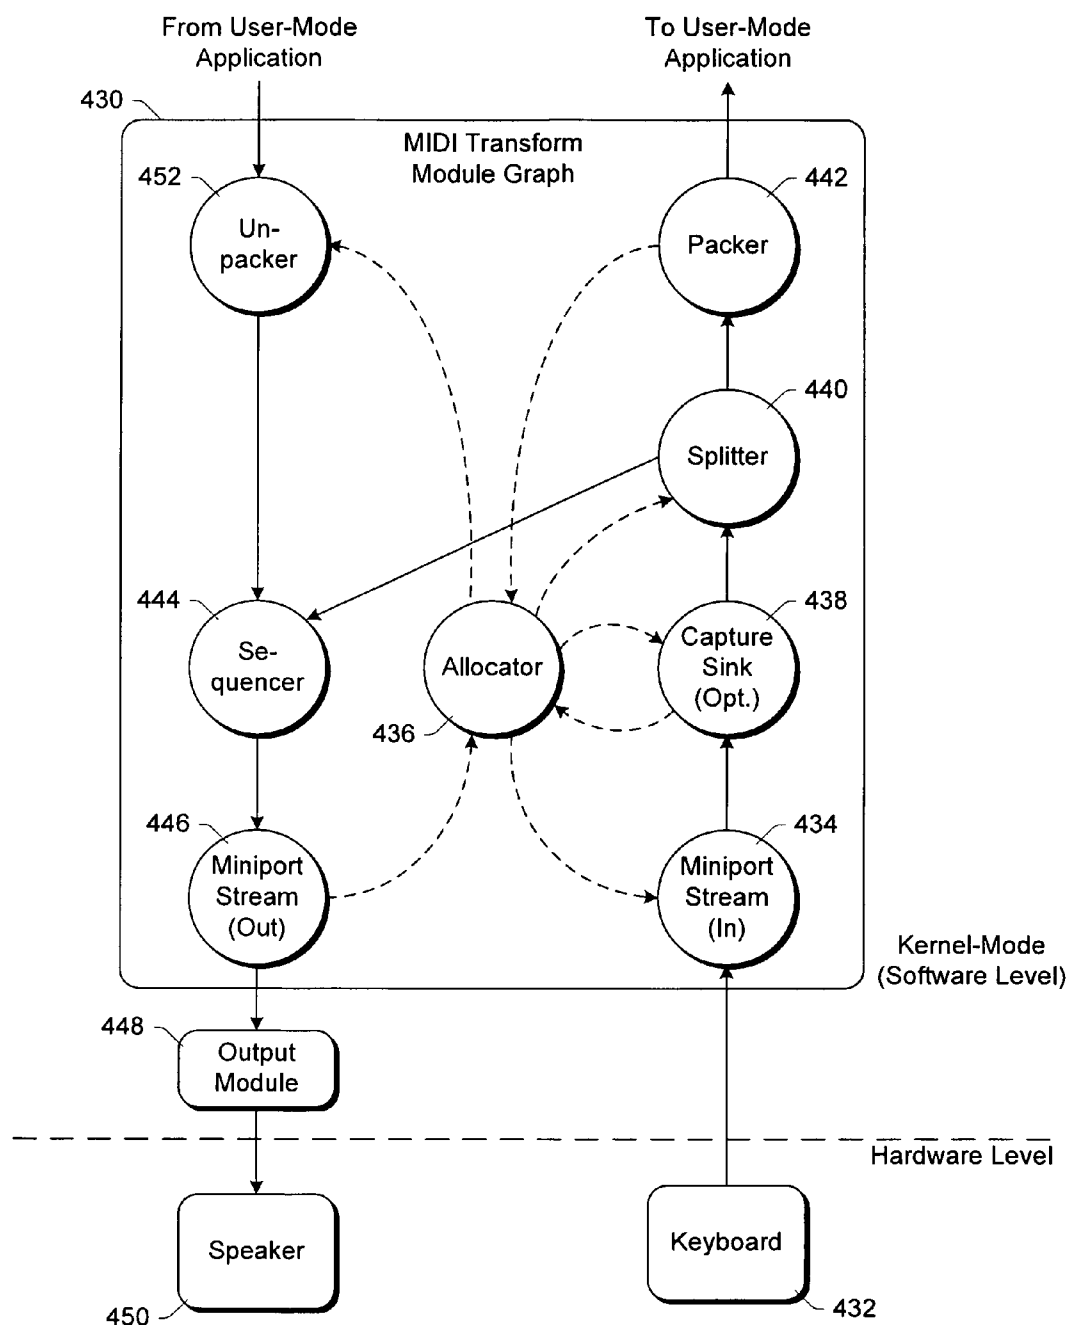 From User-Mode
Application
To User-Mode
Application
430
MIDI Transform
Module Graph
452
Un-
packer
442
Packer
440
Splitter
444
Se-
quencer
Allocator
436
438
Capture
Sink
(Opt.)
446
Miniport
Stream
(Out)
434
Miniport
Stream
(In)
Kernel-Mode
(Software Level)
448
Output
Module
Hardware Level
Speaker
450
Keyboard
432